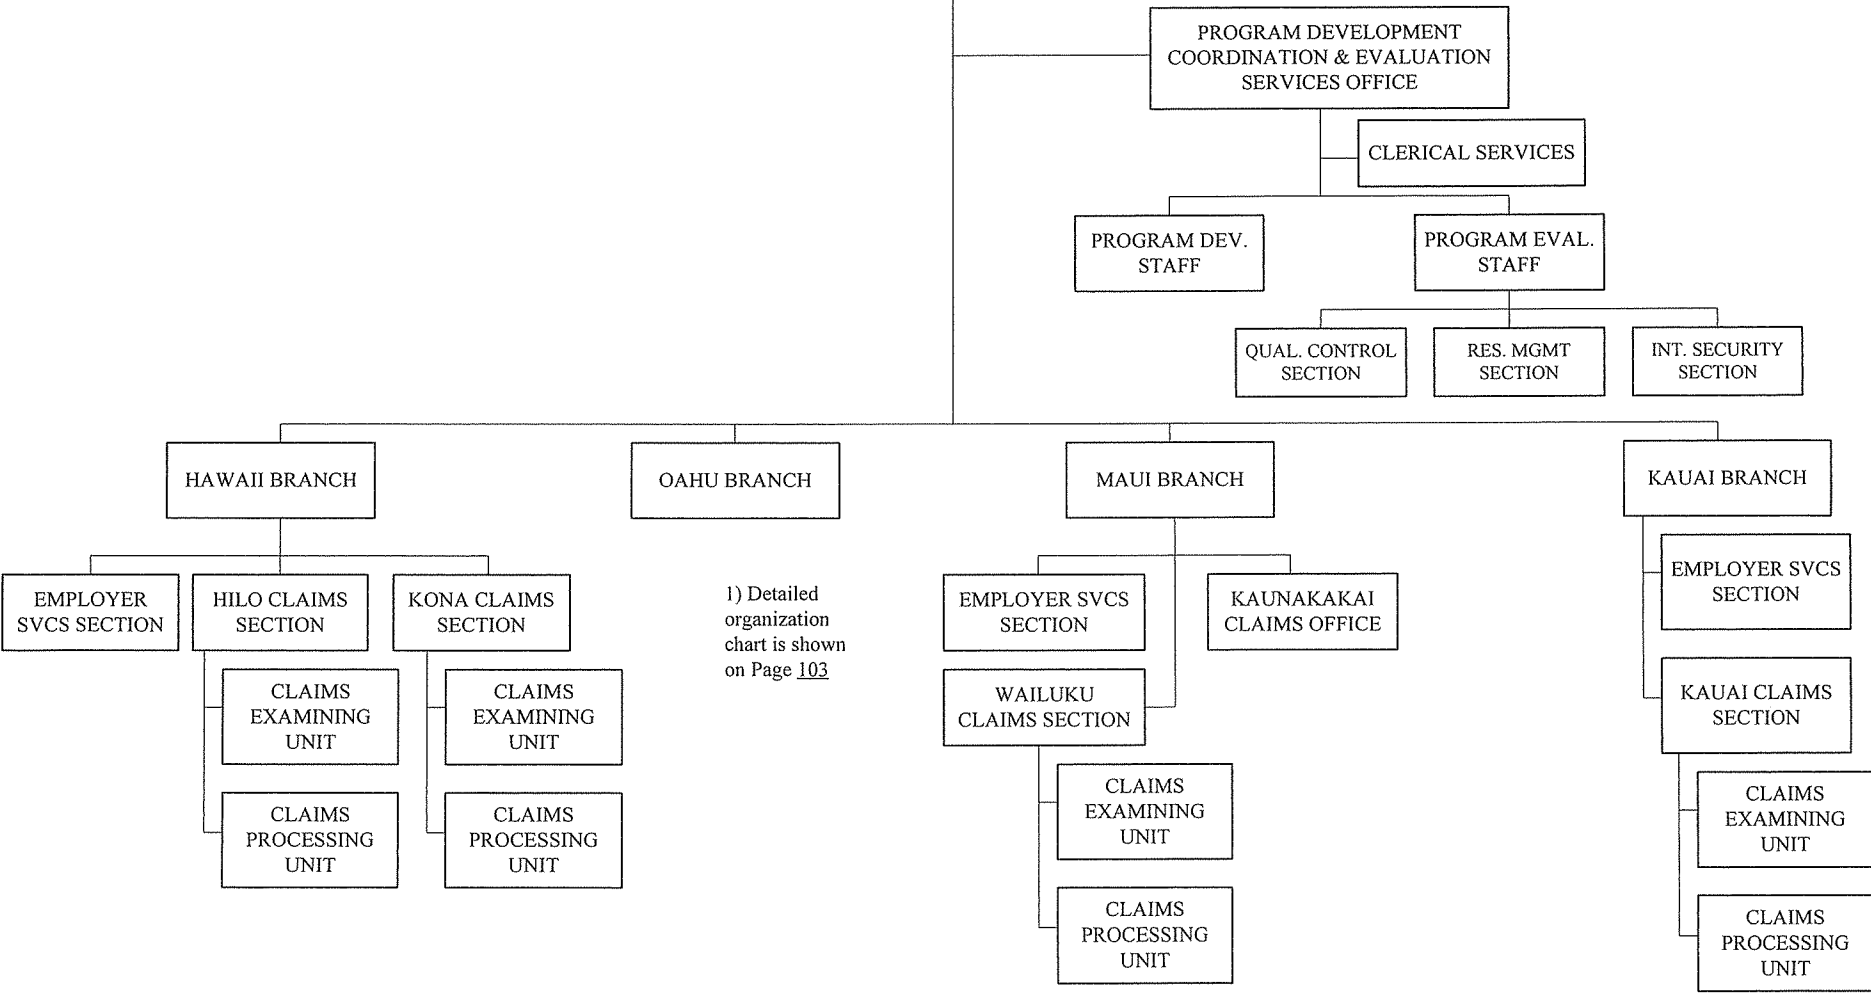 PROGRAM DEVELOPMENT
COORDINATION & EVALUATION
SERVICES OFFICE
CLERICAL SERVICES
PROGRAM DEV.
STAFF
PROGRAM EVAL.
STAFF
QUAL. CONTROL
SECTION
RES. MGMT
SECTION
INT. SECURITY
SECTION
HAWAII BRANCH
OAHU BRANCH
MAUI BRANCH
KAUAI BRANCH
EMPLOYER
SVCS SECTION
HILO CLAIMS
SECTION
KONA CLAIMS
SECTION
CLAIMS
EXAMINING
UNIT
CLAIMS
PROCESSING
UNIT
CLAIMS
EXAMINING
UNIT
CLAIMS
PROCESSING
UNIT
1) Detailed
organization
chart is shown
on Page 103
EMPLOYER SVCS
SECTION
KAUNAKAKAI
CLAIMS OFFICE
WAILUKU
CLAIMS SECTION
CLAIMS
EXAMINING
UNIT
CLAIMS
PROCESSING
UNIT
EMPLOYER SVCS
SECTION
KAUAI CLAIMS
SECTION
CLAIMS
EXAMINING
UNIT
CLAIMS
PROCESSING
UNIT